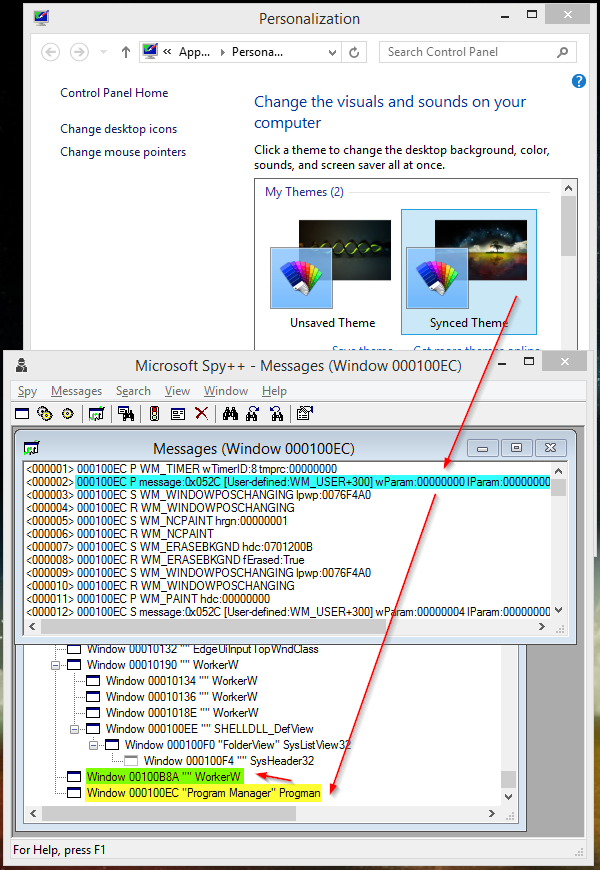 Personalization
« App... Persona...
Search Control Panel
Control Panel Home
Change desktop icons
Change mouse pointers
Change the visuals and sounds on your
computer
Click a theme to change the desktop background, color,
sounds, and screen saver all at once.
My Themes (2)
Unsaved Theme
Synced Theme
Save theme
Get more themes online
Microsoft Spy++ - Messages (Window 000100EC)
Spy Messages Search View Window Help
Messages (Window 000100EC)
<000001> 000100EC P WM_TIMER wTimerID:8 tmprc:00000000
<000002> 000100EC P message:0x052C [User-defined:WM_USER+300] wParam:00000000 lParam:00000000
<000003> 000100EC S WM_WINDOWPOSCHANGING lpwp:0076F4A0
<000004> 000100EC R WM_WINDOWPOSCHANGING
<000005> 000100EC S WM_NCPAINT hrgn:00000001
<000006> 000100EC R WM_NCPAINT
<000007> 000100EC S WM_ERASEBKGND hdc:0701200B
<000008> 000100EC R WM_ERASEBKGND fErased:True
<000009> 000100EC S WM_WINDOWPOSCHANGING lpwp:0076F4A0
<000010> 000100EC R WM_WINDOWPOSCHANGING
<000011> 000100EC P WM_PAINT hdc:00000000
<000012> 000100EC S message:0x052C [User-defined:WM_USER+300] wParam:00000004 lParam:00000000
Window 00010132 "" EdgeUiInputTopWndClass
Window 00010190 "" WorkerW
Window 00010134 "" WorkerW
Window 00010136 "" WorkerW
Window 0001018E "" WorkerW
Window 000100EE "" SHELLDLL_DefView
Window 000100F0 "FolderView" SysListView32
Window 000100F4 "" SysHeader32
Window 00100B8A "" WorkerW
Window 000100EC "Program Manager" Progman
For Help, press F1